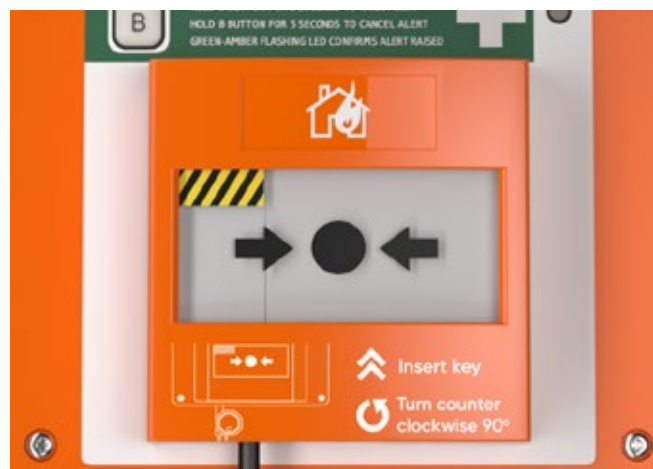 B
HOLD B BUTTON FOR 3 SECONDS TO CANCEL ALERT
GREEN-AMBER FLASHING LED CONFIRMS ALERT RAISED
Insert key
Turn counter
clockwise 90°